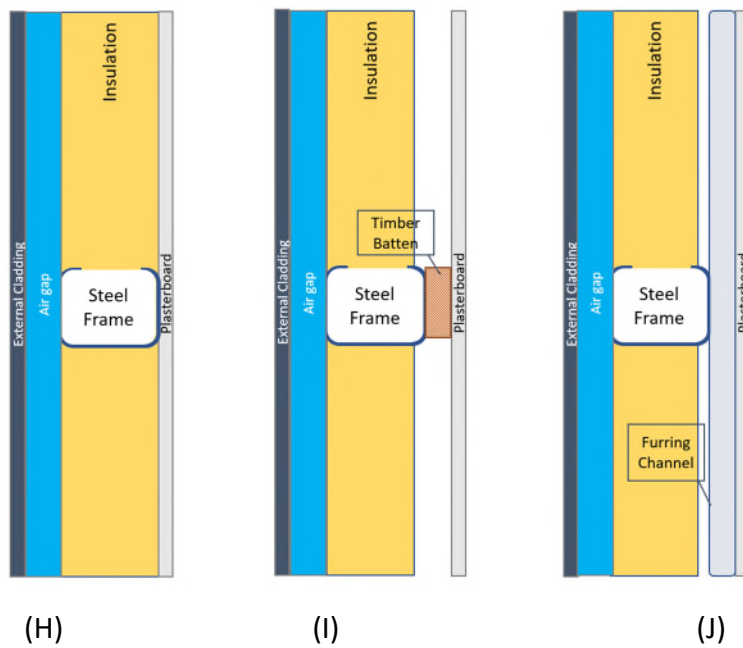 External Cladding
Air gap
Insulation
Steel
Frame
Plasterboard
(H)
External Cladding
Air gap
Insulation
Timber
Batten
Steel
Frame
Plasterboard
(I)
External Cladding
Air gap
Insulation
Steel
Frame
Furring
Channel
Plasterboard
(J)